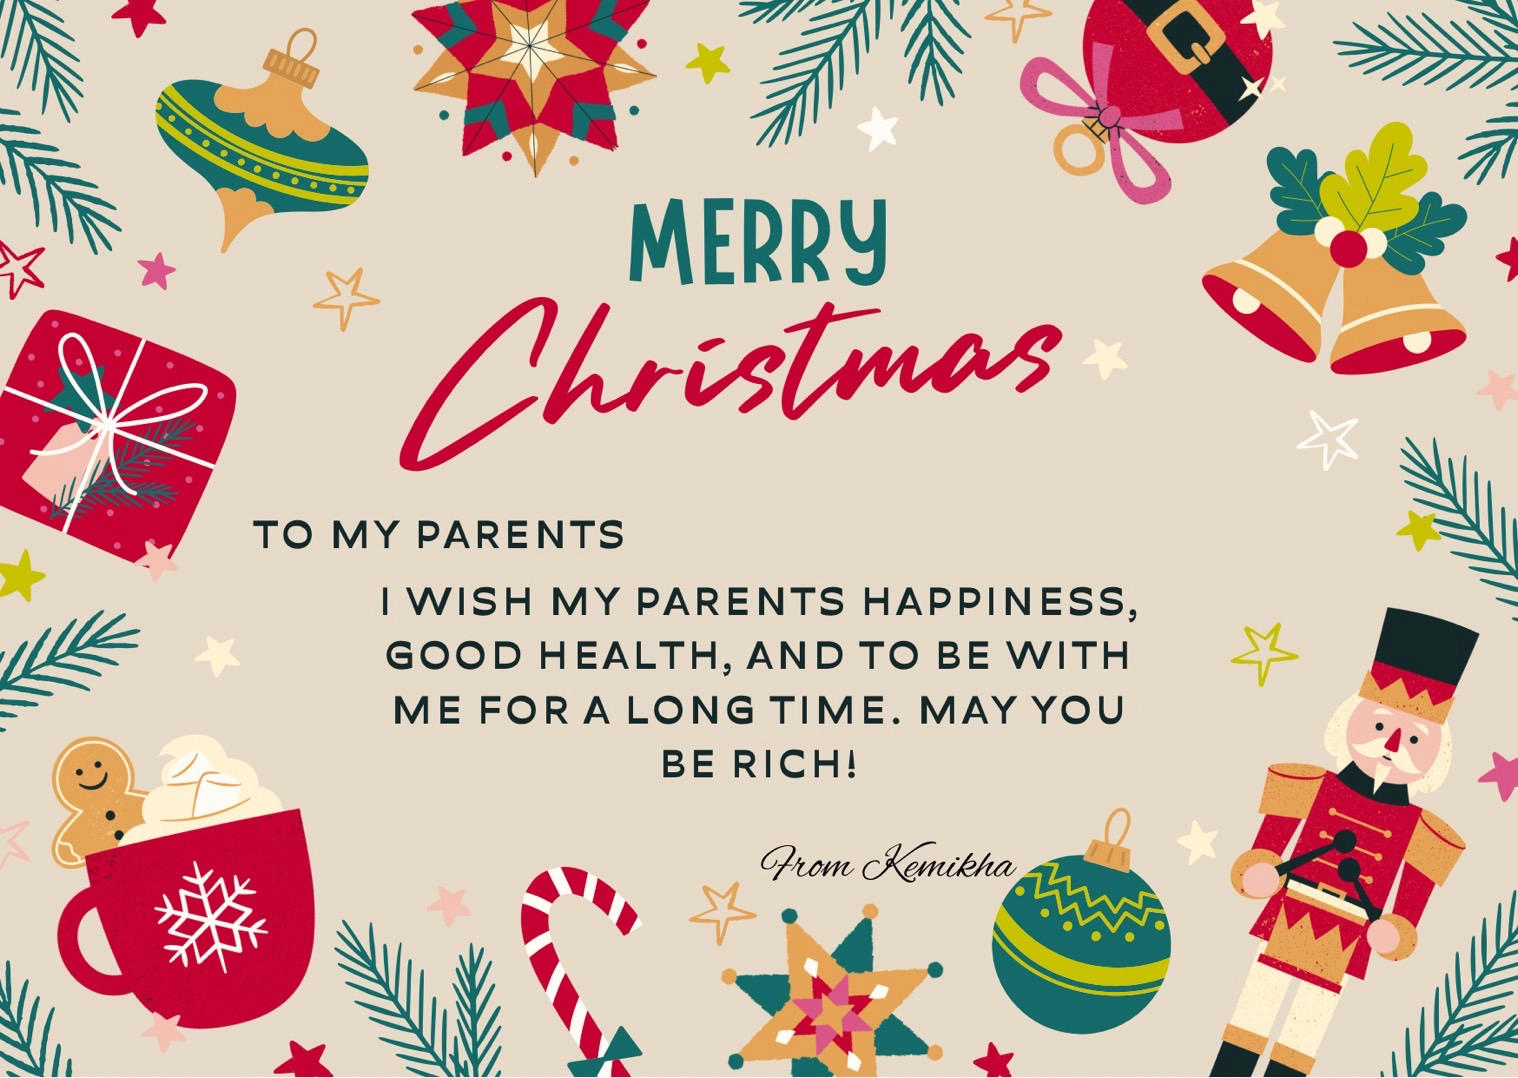 MERRY
Christmas
TO MY PARENTS
I WISH MY PARENTS HAPPINESS,
GOOD HEALTH, AND TO BE WITH
ME FOR A LONG TIME. MAY YOU
BE RICH!
From Kemikha